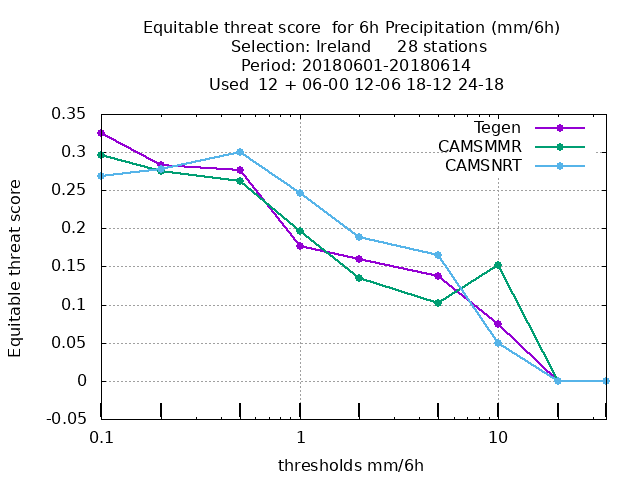 Equitable threat score  for 6h Precipitation (mm/6h)
Selection: Ireland     28 stations
Period: 20180601-20180614
Used  12 + 06-00 12-06 18-12 24-18
Tegen
CAMSMMR
CAMSNRT
0.35
0.3
0.25
0.2
0.15
0.1
0.05
0
-0.05
Equitable threat score
0.1 1 10
thresholds mm/6h